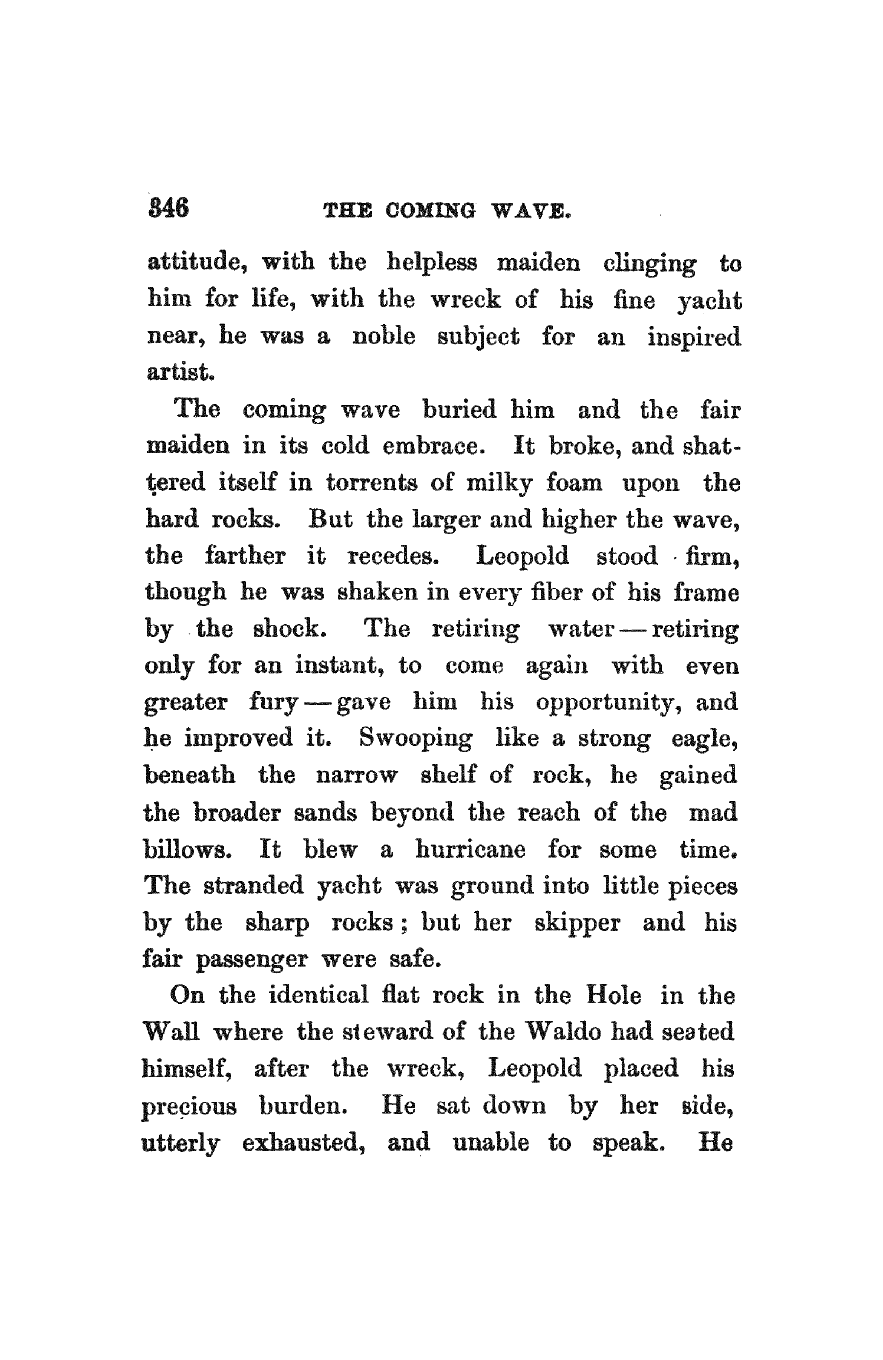 346 THE COMING WAVE.
attitude, with the helpless maiden clinging to
him for life, with the wreck of his fine yacht
near, he was a noble subject for an inspired
artist.
The coming wave buried him and the fair
maiden in its cold embrace. It broke, and shat-
tered itself in torrents of milky foam upon the
hard rocks. But the larger and higher the wave,
the farther it recedes. Leopold stood firm,
though he was shaken in every fiber of his frame
by the shock. The retiring water — retiring
only for an instant, to come again with even
greater fury — gave him his opportunity, and
he improved it. Swooping like a strong eagle,
beneath the narrow shelf of rock, he gained
the broader sands beyond the reach of the mad
billows. It blew a hurricane for some time.
The stranded yacht was ground into little pieces
by the sharp rocks; but her skipper and his
fair passenger were safe.
On the identical flat rock in the Hole in the
Wall where the steward of the Waldo had seated
himself, after the wreck, Leopold placed his
precious burden. He sat down by her side,
utterly exhausted, and unable to speak. He